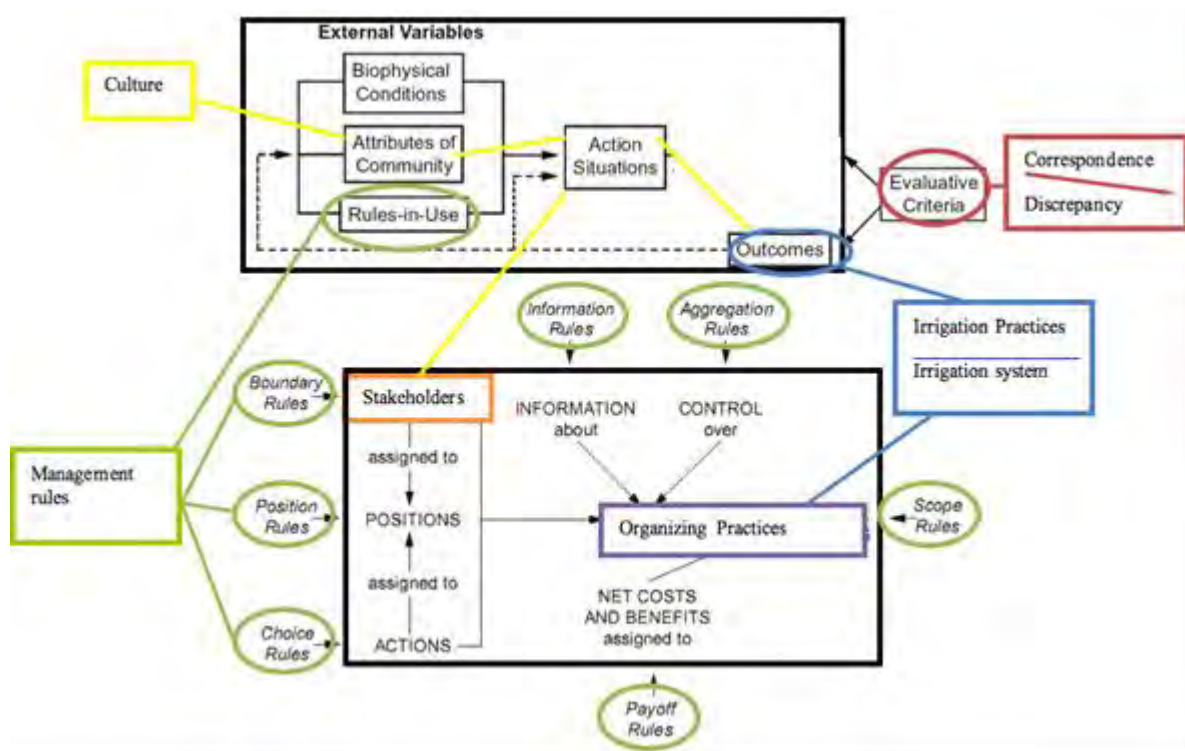 External Variables
Biophysical
Conditions
Culture
Attributes of
Community
Action
Situations
Rules-in-Use
Evaluative
Criteria
Correspondence
Discrepancy
Outcomes
Information
Rules
Aggregation
Rules
Irrigation Practices
Irrigation system
Boundary
Rules
Stakeholders
INFORMATION
about
CONTROL
over
assigned to
Management
rules
Position
Rules
POSITIONS
Organizing Practices
Scope
Rules
assigned to
NET COSTS
AND BENEFITS
assigned to
Choice
Rules
ACTIONS
Payoff
Rules